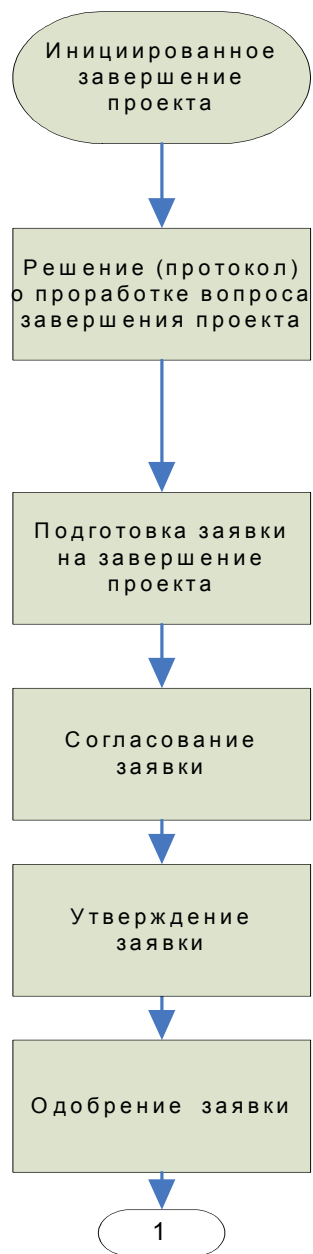 Инициированное
завершение
проекта
Решение (протокол)
о проработке вопроса
завершения проекта
Подготовка заявки
на завершение
проекта
Согласование
заявки
Утверждение
заявки
Одобрение заявки
1